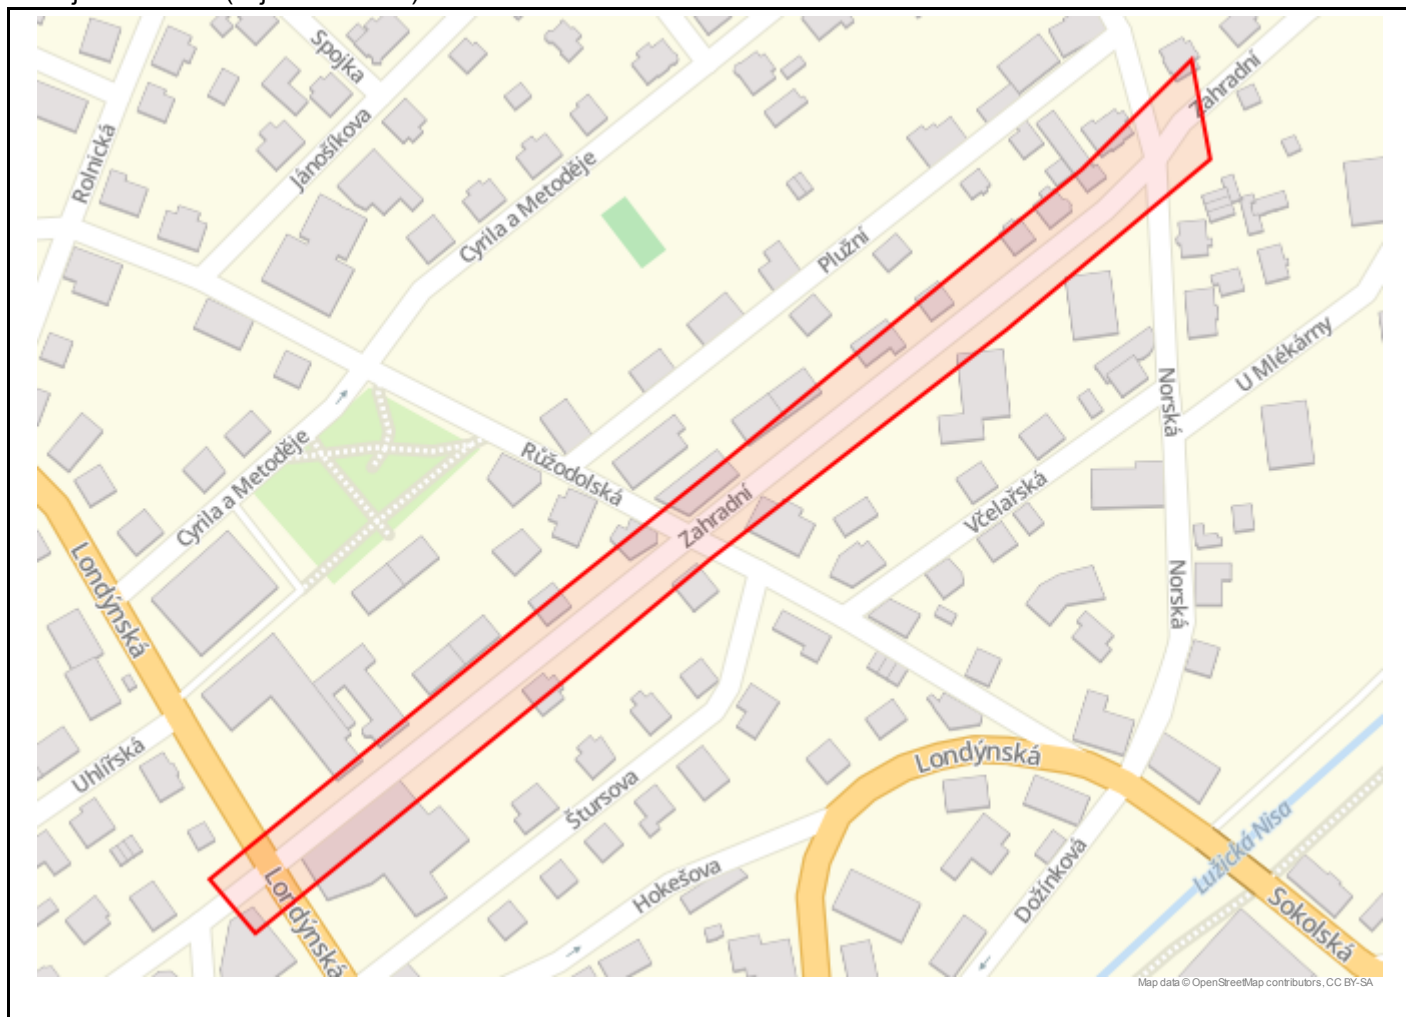 Spojka
Zahradní
Rolnická
Jánošíkova
Cyrila a Metoděje
Plužní
U Mlékárny
Norská
Růžodolská
Cyrila a Metoděje
Zahradní
Včelařská
Londýnská
Norská
Uhlířská
Londýnská
Štursova
Lužická Nisa
Hokešova
Dožínková
Londýnská
Sokolská
Map data © OpenStreetMap contributors, CC BY-SA